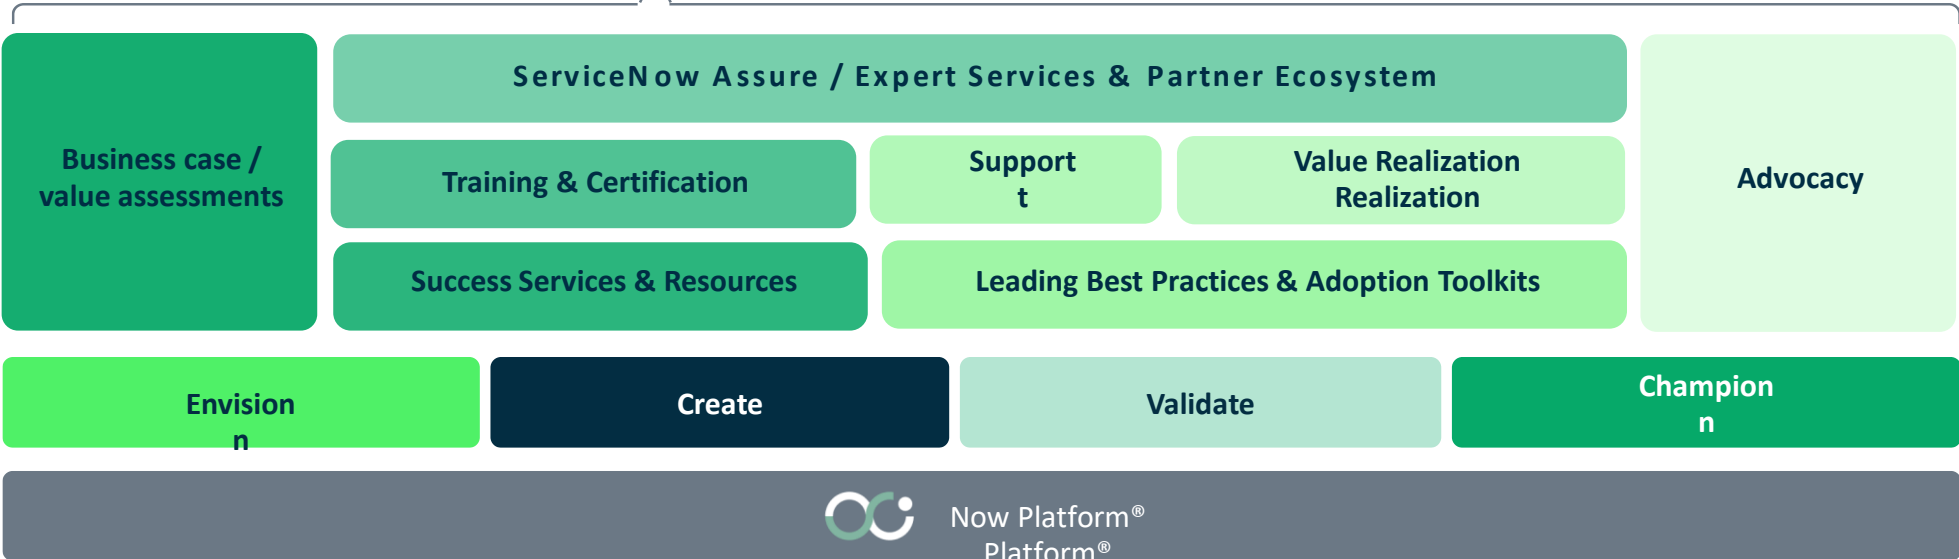 ServiceNow Assure / Expert Services & Partner Ecosystem
Business case /
value assessments
Training & Certification
Support
t
Value Realization
Realization
Advocacy
Success Services & Resources
Leading Best Practices & Adoption Toolkits
Envision
n
Create
Validate
Champion
n
Now Platform®
Platform®